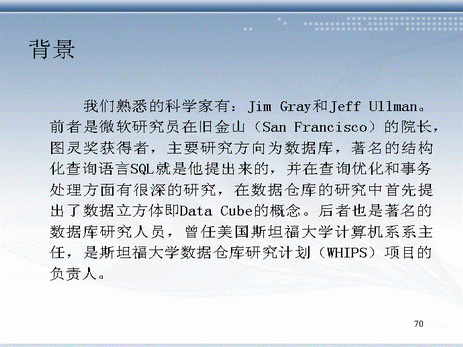 背景
我们熟悉的科学家有：Jim Gray和Jeff Ullman。
前者是微软研究员在旧金山（San Francisco）的院长，
图灵奖获得者，主要研究方向为数据库，著名的结构
化查询语言SQL就是他提出来的，并在查询优化和事务
处理方面有很深的研究，在数据仓库的研究中首先提
出了数据立方体即Data Cube的概念。后者也是著名的
数据库研究人员，曾任美国斯坦福大学计算机系系主
任，是斯坦福大学数据仓库研究计划（WHIPS）项目的
负责人。
70